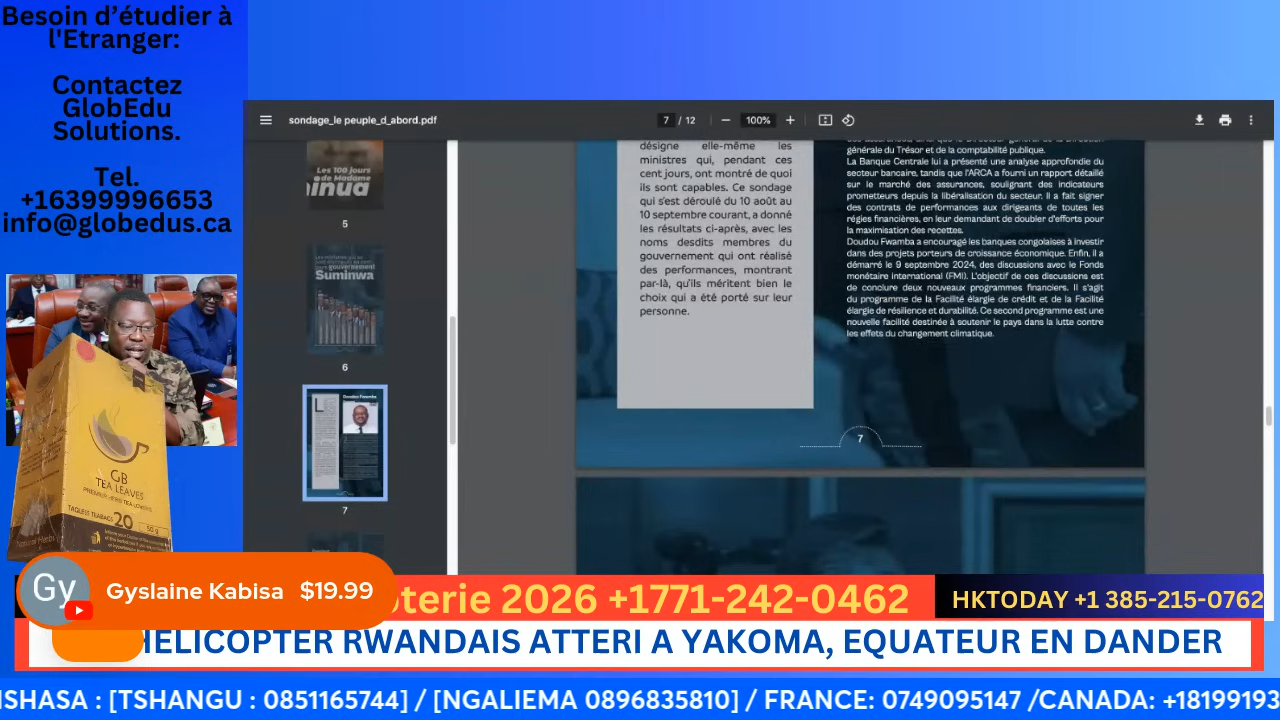 Besoin d'étudier à
l'Etranger:
Contactez
GlobEdu
Solutions.
Tel.
+16399996653
info@globedus.ca
sondage_le peuple_d_abord.pdf
7 / 12
100%
Les 100 jours
de Madame
5
gouvernement
Suminwa
6
Doudou Fwamba
L
7
désigne elle-même les
ministres qui, pendant ces
cent jours, ont montré de quoi
ils sont capables. Ce sondage
qui s'est déroulé du 10 août au
10 septembre courant, a donné
les résultats ci-après, avec les
noms desdits membres du
gouvernement qui ont réalisé
des performances, montrant
par-là, qu'ils méritent bien le
choix qui a été porté sur leur
personne.
générale du Trésor et de la comptabilité publique.
La Banque Centrale lui a présenté une analyse approfondie du
secteur bancaire, tandis que l'ARCA a fourni un rapport détaillé
sur le marché des assurances, soulignant des indicateurs
prometteurs depuis la libéralisation du secteur. Il a fait signer
des contrats de performances aux dirigeants de toutes les
régies financières, en leur demandant de doubler d'efforts pour
la maximisation des recettes.
Doudou Fwamba a encouragé les banques congolaises à investir
dans des projets porteurs de croissance économique. Enfin, il a
démarré le 9 septembre 2024, des discussions avec le Fonds
monétaire international (FMI). L'objectif de ces discussions est
de conclure deux nouveaux programmes financiers. Il s'agit
du programme de la Facilité élargie de crédit et de la Facilité
élargie de résilience et durabilité. Ce second programme est une
nouvelle facilité destinée à soutenir le pays dans la lutte contre
les effets du changement climatique.
7
GB
TEA LEAVES
TAGLESS TEABAGS 20
50 g
Gy
Gyslaine Kabisa $19.99
oterie 2026 +1771-242-0462
HKTODAY +1 385-215-0762
HELICOPTER RWANDAIS ATTERI A YAKOMA, EQUATEUR EN DANDER
NSHASA : [TSHANGU : 0851165744] / [NGALIEMA 0896835810] / FRANCE: 0749095147 /CANADA: +18199193